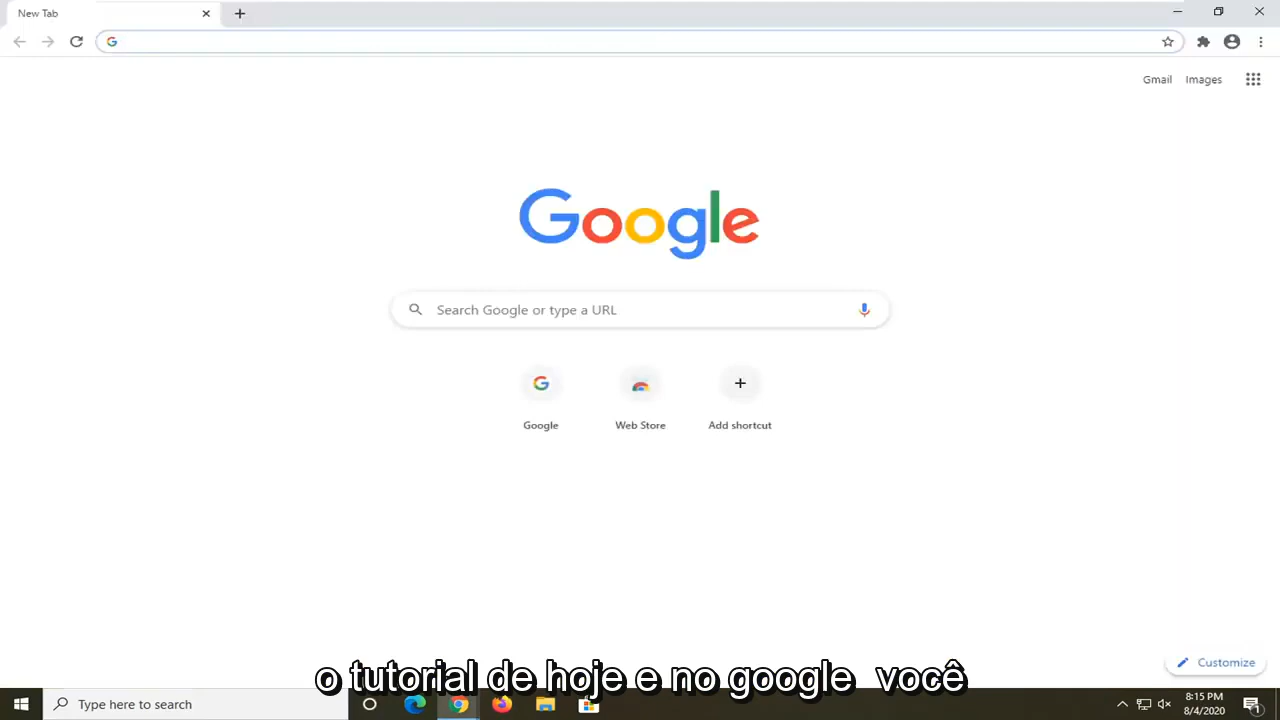 New Tab
Gmail Images
Google
Search Google or type a URL
Google Web Store Add shortcut
Customize
o tutorial de hoje e no google você
Type here to search
8:15 PM
8/4/2020
1